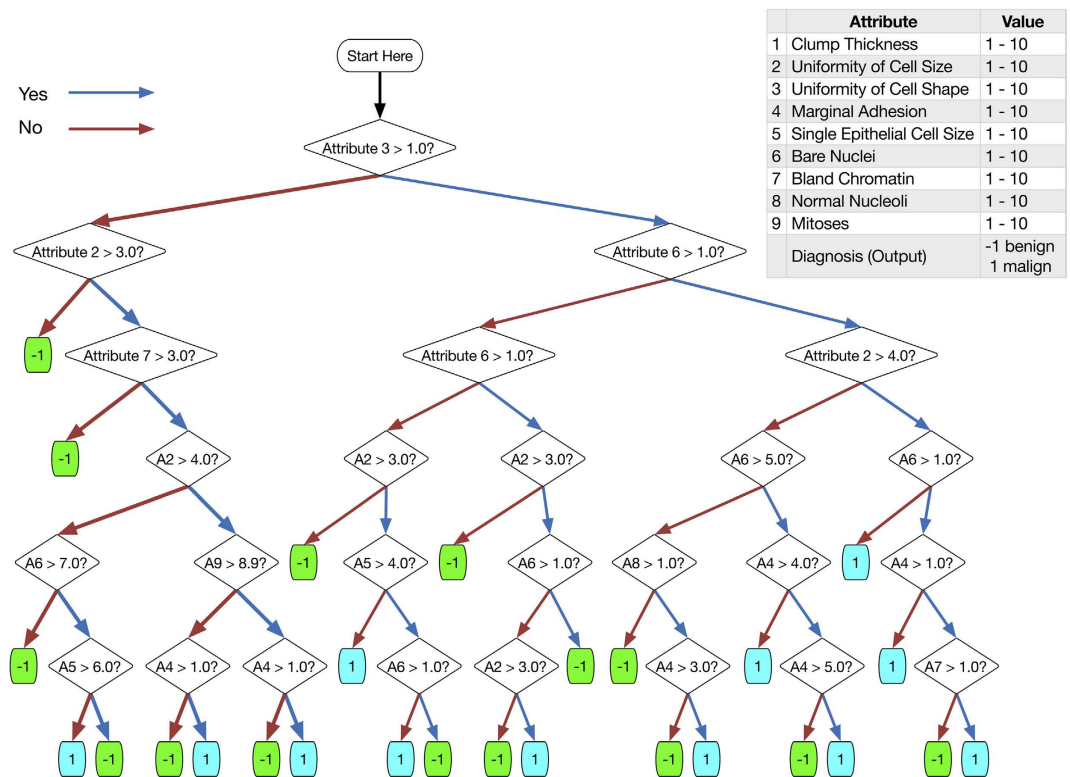 Attribute Value
1 Clump Thickness 1 - 10
2 Uniformity of Cell Size 1 - 10
3 Uniformity of Cell Shape 1 - 10
4 Marginal Adhesion 1 - 10
5 Single Epithelial Cell Size 1 - 10
6 Bare Nuclei 1 - 10
7 Bland Chromatin 1 - 10
8 Normal Nucleoli 1 - 10
9 Mitoses 1 - 10
Diagnosis (Output) -1 benign
1 malign
Start Here
Yes
No
Attribute 3 > 1.0?
Attribute 2 > 3.0? Attribute 6 > 1.0?
-1 Attribute 7 > 3.0? Attribute 6 > 1.0? Attribute 2 > 4.0?
-1 A2 > 4.0? A2 > 3.0? A2 > 3.0? A6 > 5.0? A6 > 1.0?
A6 > 7.0? A9 > 8.9? -1 A5 > 4.0? -1 A6 > 1.0? A8 > 1.0? A4 > 4.0? 1 A4 > 1.0?
-1 A5 > 6.0? A4 > 1.0? A4 > 1.0? 1 A6 > 1.0? A2 > 3.0? -1 -1 A4 > 3.0? 1 A4 > 5.0? 1 A7 > 1.0?
1 -1 -1 1 -1 1 1 -1 -1 1 -1 1 -1 1 -1 1